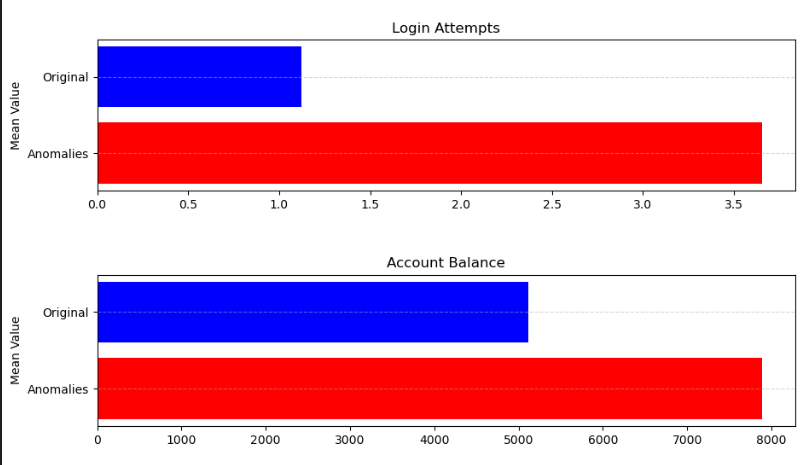 Login Attempts
Mean Value
Original
Anomalies
0.0 0.5 1.0 1.5 2.0 2.5 3.0 3.5
Account Balance
Mean Value
Original
Anomalies
0 1000 2000 3000 4000 5000 6000 7000 8000